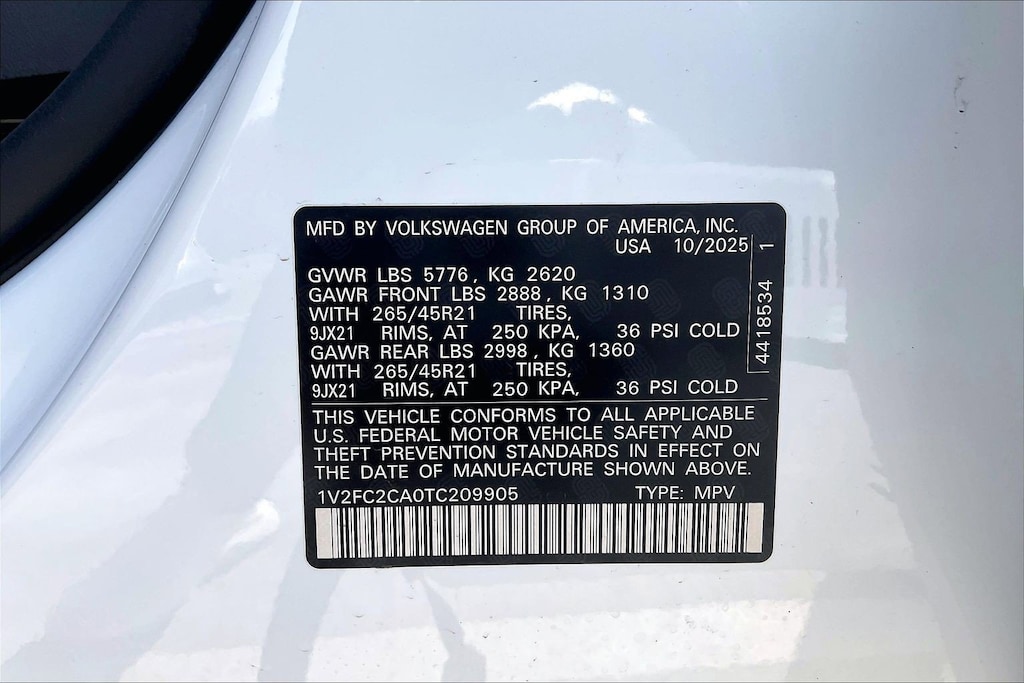 MFD BY VOLKSWAGEN GROUP OF AMERICA, INC.
USA 10/2025
GVWR LBS 5776, KG 2620
GAWR FRONT LBS 2888, KG 1310
WITH 265/45R21 TIRES,
9JX21 RIMS, AT 250 KPA, 36 PSI COLD
GAWR REAR LBS 2998, KG 1360
WITH 265/45R21 TIRES,
9JX21 RIMS, AT 250 KPA, 36 PSI COLD
4418534 1
THIS VEHICLE CONFORMS TO ALL APPLICABLE
U.S. FEDERAL MOTOR VEHICLE SAFETY AND
THEFT PREVENTION STANDARDS IN EFFECT ON
THE DATE OF MANUFACTURE SHOWN ABOVE.
1V2FC2CA0TC209905 TYPE: MPV